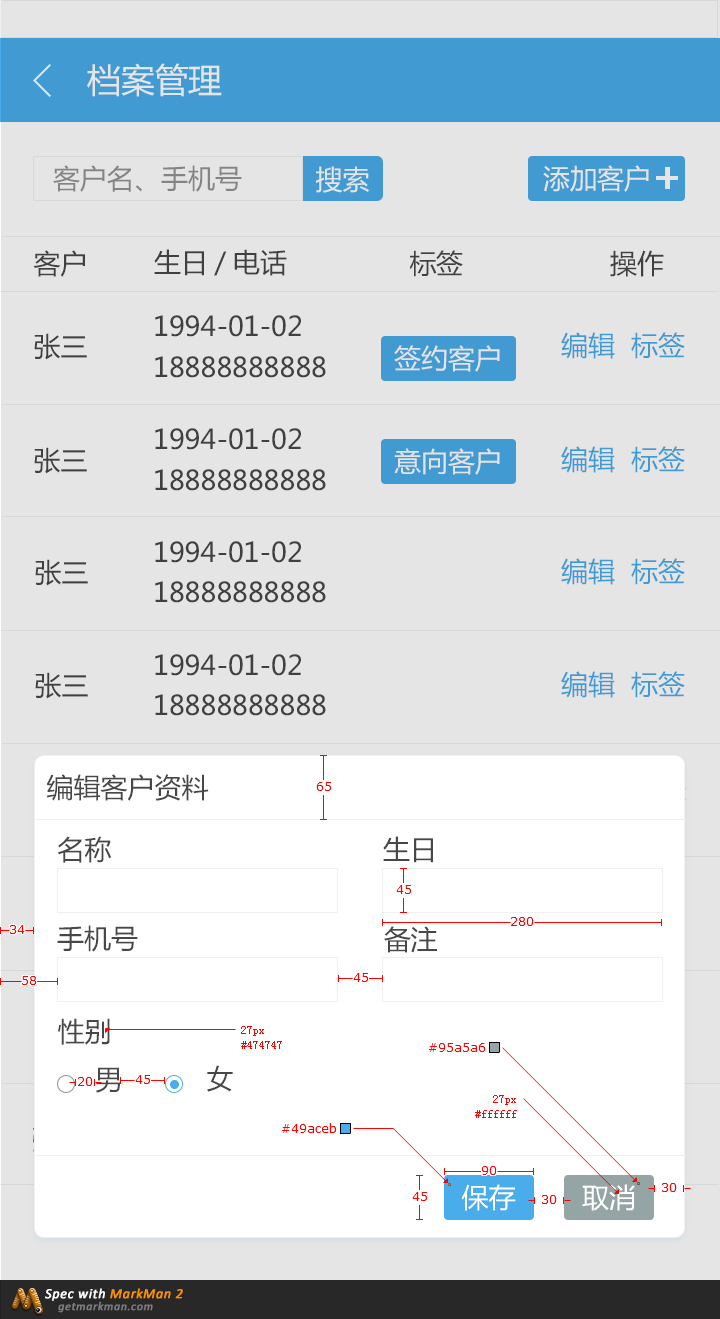 档案管理
客户名、手机号 搜索 添加客户
客户 生日 / 电话 标签 操作
张三 1994-01-02 18888888888 签约客户 编辑 标签
张三 1994-01-02 18888888888 意向客户 编辑 标签
张三 1994-01-02 18888888888 编辑 标签
张三 1994-01-02 18888888888 编辑 标签
编辑客户资料 65
名称 生日
45
280
34
手机号 备注
58 45
性别 27px #474747
#95a5a6
20 男 45 女
27px #ffffff
#49aceb
90
45 保存 30 取消 30
Spec with MarkMan 2
getmarkman.com